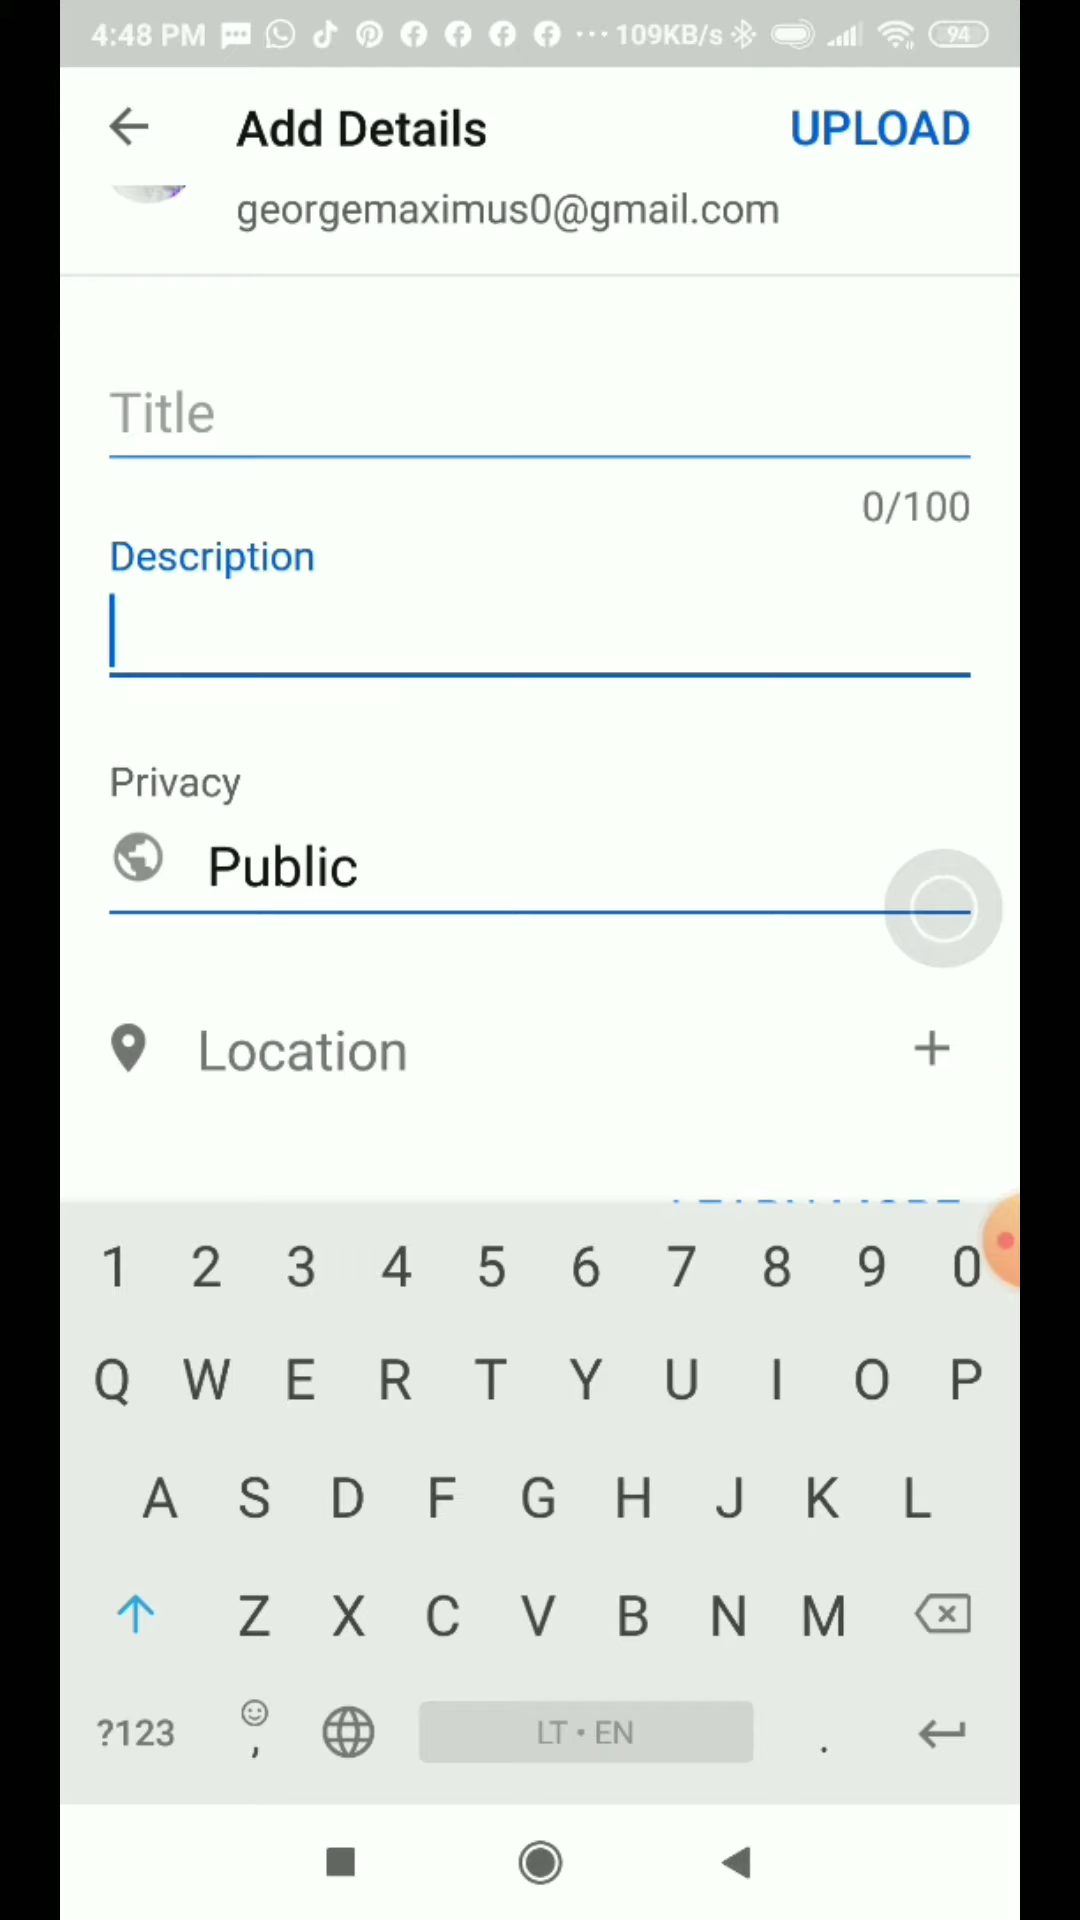 4:48 PM ··· 109KB/s 94
Add Details UPLOAD
georgemaximus0@gmail.com
Title
0/100
Description
Privacy
Public
Location +
1 2 3 4 5 6 7 8 9 0
Q W E R T Y U I O P
A S D F G H J K L
Z X C V B N M
?123 , LT • EN .